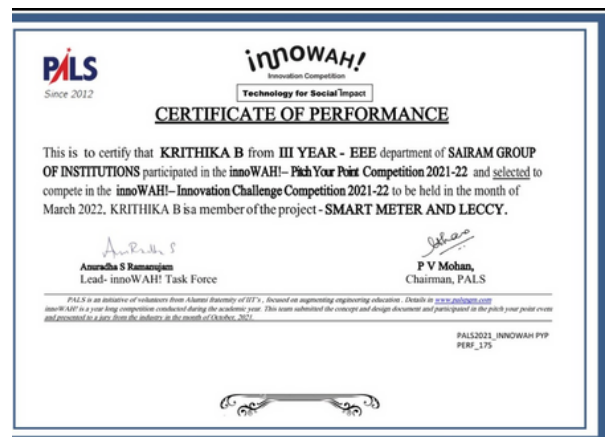 PALS
Since 2012
innOWAH!
Innovation Competition
Technology for Social Impact
CERTIFICATE OF PERFORMANCE
This is to certify that KRITHIKA B from III YEAR - EEE department of SAIRAM GROUP
OF INSTITUTIONS participated in the innoWAH!– Pitch Your Point Competition 2021-22 and selected to
compete in the innoWAH!– Innovation Challenge Competition 2021-22 to be held in the month of
March 2022. KRITHIKA B is a member of the project - SMART METER AND LECCY.
AnRadh S
Anuradha S Ramanujam
Lead- innoWAH! Task Force
P V Mohan,
Chairman, PALS
PALS is an initiative of volunteers from Alumni fraternity of IIT's , focused on augmenting engineering education . Details in www.palspgm.com
innoWAH!' is a year long competition conducted during the academic year. This team submitted the concept and design document and participated in the pitch your point event
and presented to a jury from the industry in the month of October, 2021.
PALS2021_INNOWAH PYP
PERF_175